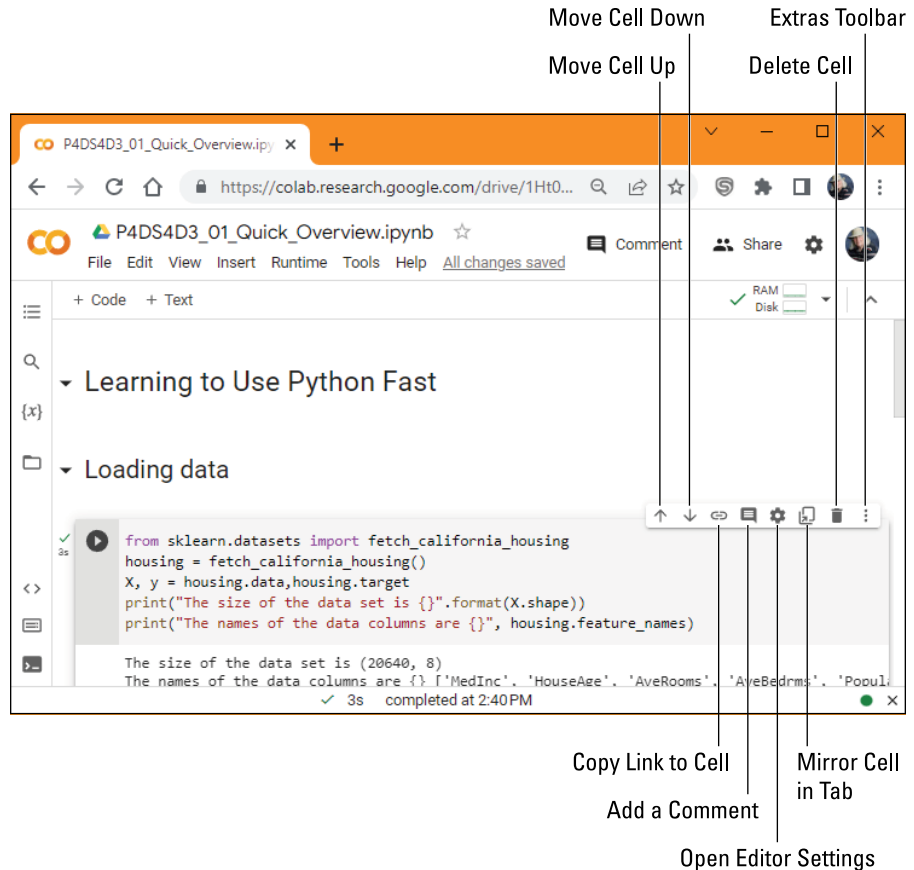 Move Cell Down
Extras Toolbar
Move Cell Up
Delete Cell
P4DS4D3_01_Quick_Overview.ipy
https://colab.research.google.com/drive/1Ht0...
CO
P4DS4D3_01_Quick_Overview.ipynb
Comment
Share
File Edit View Insert Runtime Tools Help All changes saved
+ Code + Text
RAM
Disk
Learning to Use Python Fast
{x}
Loading data
3s
from sklearn.datasets import fetch_california_housing
housing = fetch_california_housing()
X, y = housing.data,housing.target
print("The size of the data set is {}".format(X.shape))
print("The names of the data columns are {}", housing.feature_names)
The size of the data set is (20640, 8)
The names of the data columns are {} ['MedInc', 'HouseAge', 'AveRooms', 'AveBedrms', 'Popul
3s completed at 2:40 PM
Copy Link to Cell
Mirror Cell
in Tab
Add a Comment
Open Editor Settings